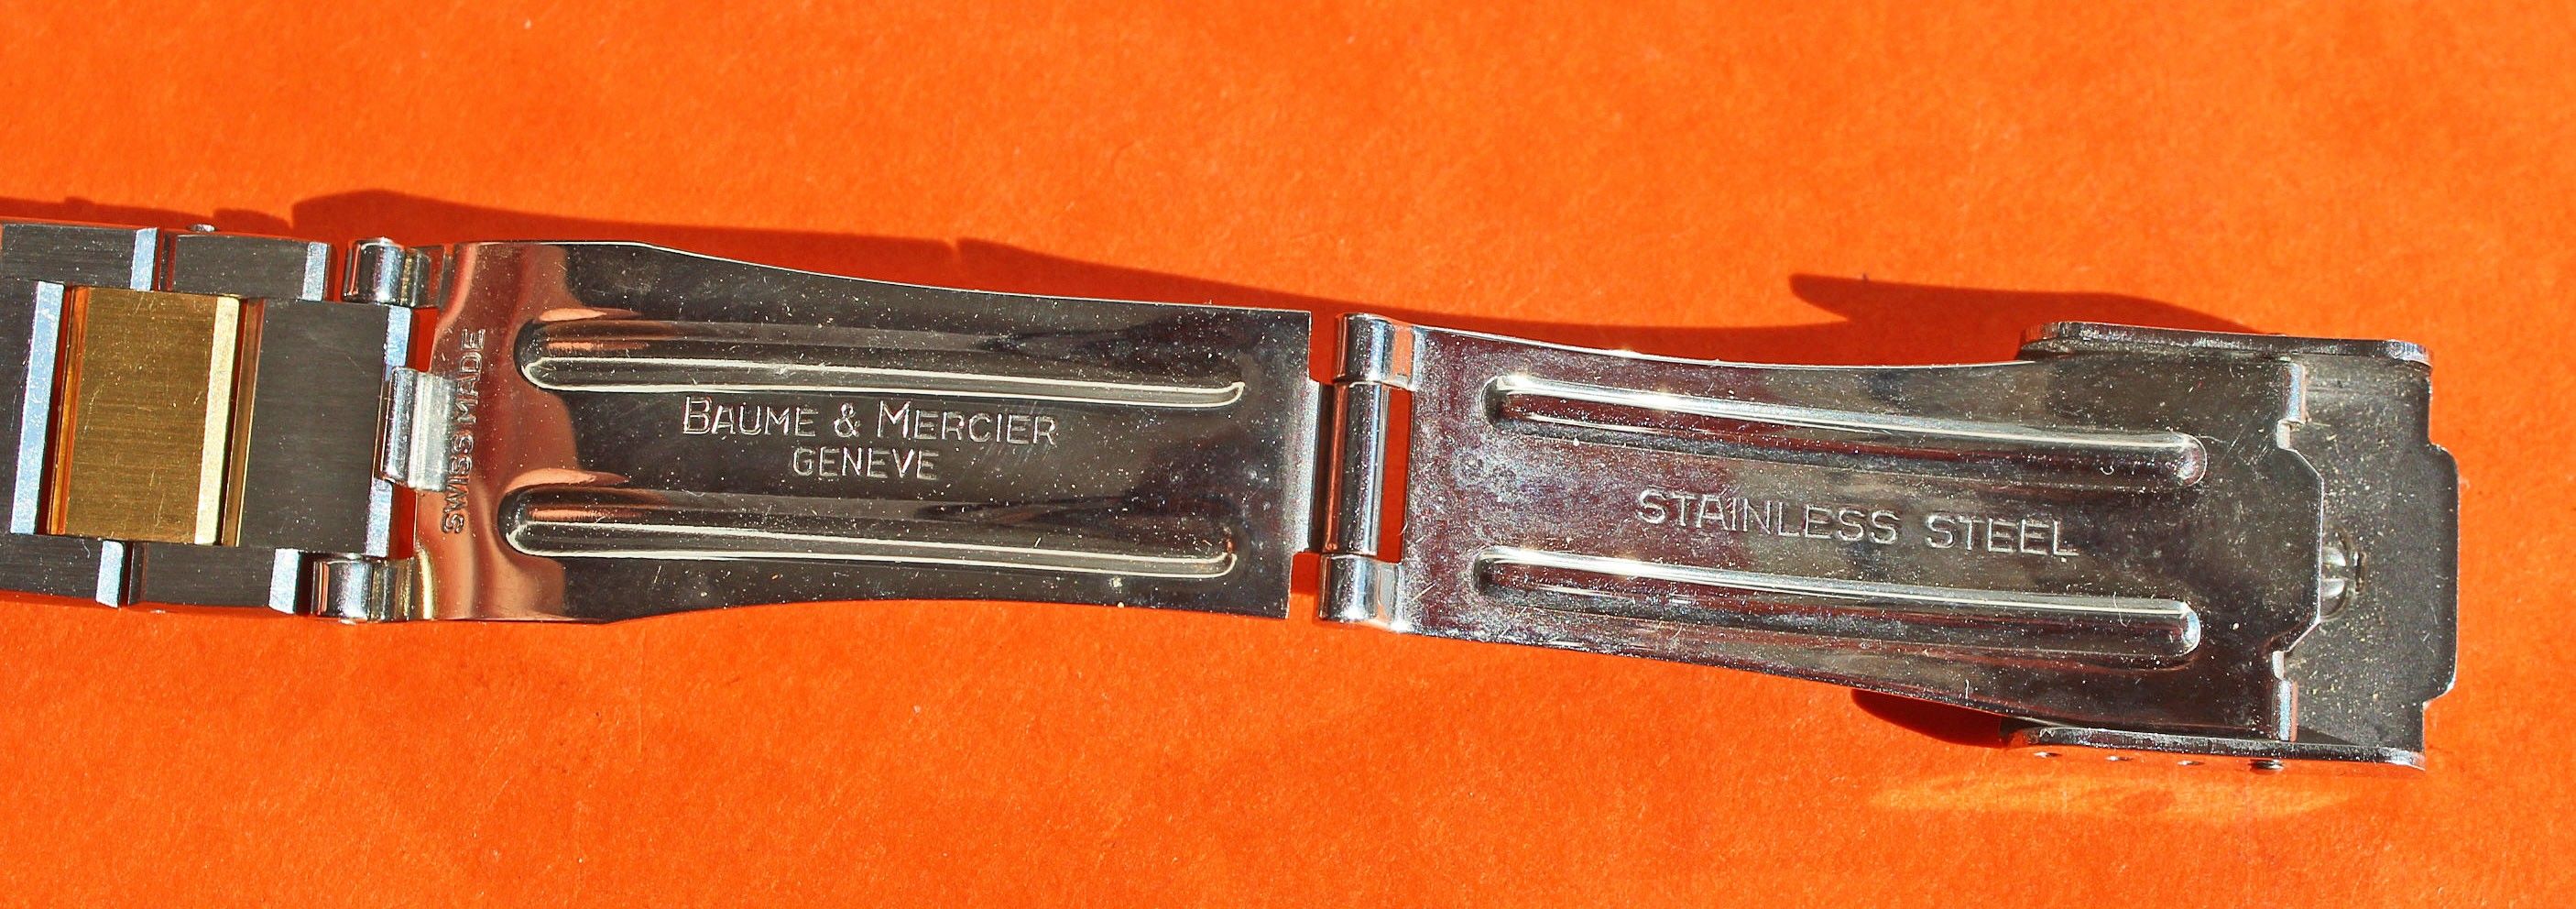 SWISS MADE
BAUME & MERCIER
GENEVE
STAINLESS STEEL